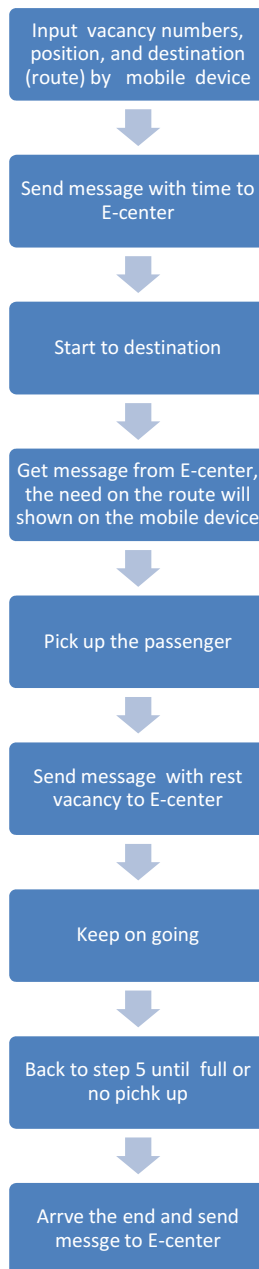 Input vacancy numbers,
position, and destination
(route) by mobile device
Send message with time to
E-center
Start to destination
Get message from E-center,
the need on the route will
shown on the mobile device
Pick up the passenger
Send message with rest
vacancy to E-center
Keep on going
Back to step 5 until full or
no pichk up
Arrve the end and send
messge to E-center